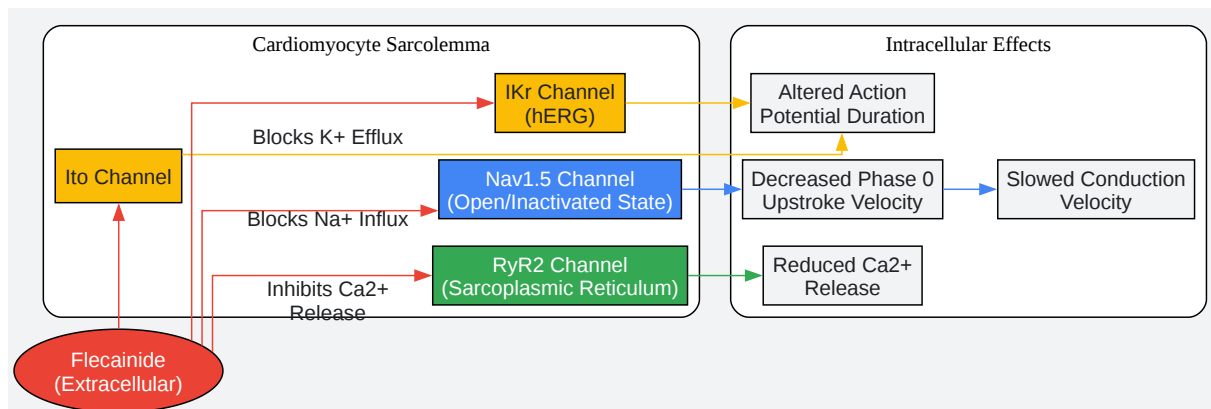 Cardiomyocyte Sarcolemma
Intracellular Effects
IKr Channel
(hERG)
Altered Action
Potential Duration
Blocks K+ Efflux
Ito Channel
Nav1.5 Channel
(Open/Inactivated State)
Decreased Phase 0
Upstroke Velocity
Slowed Conduction
Velocity
Blocks Na+ Influx
RyR2 Channel
(Sarcoplasmic Reticulum)
Reduced Ca2+
Release
Inhibits Ca2+
Release
Flecainide
(Extracellular)